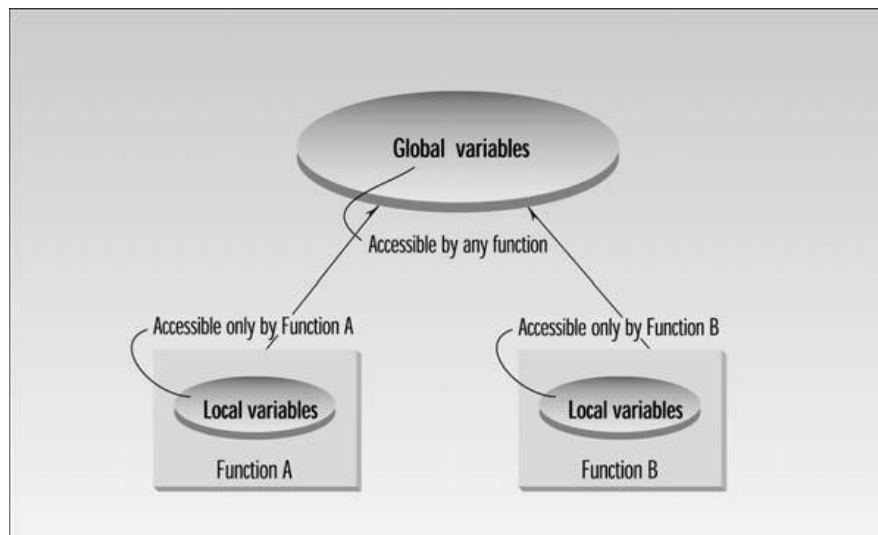 Global variables
Accessible by any function
Accessible only by Function A
Accessible only by Function B
Local variables
Local variables
Function A
Function B